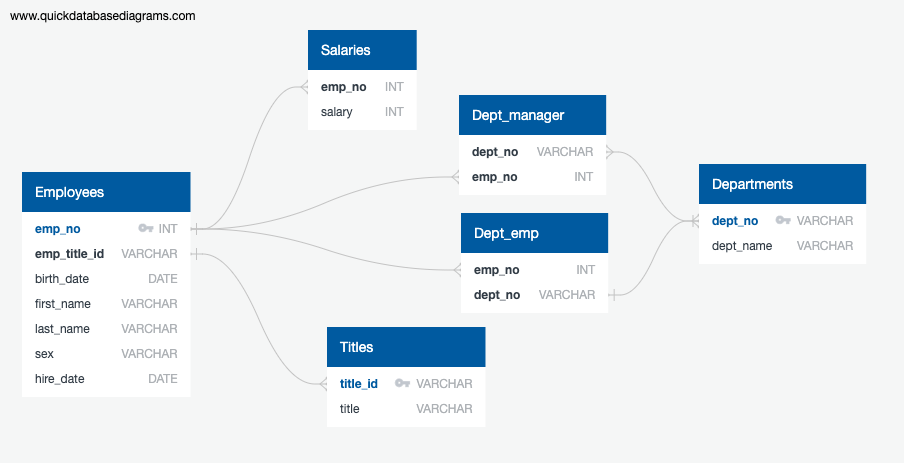 www.quickdatabasediagrams.com
Salaries
emp_no INT
salary INT
Dept_manager
dept_no VARCHAR
emp_no INT
Employees
emp_no INT
emp_title_id VARCHAR
birth_date DATE
first_name VARCHAR
last_name VARCHAR
sex VARCHAR
hire_date DATE
Departments
dept_no VARCHAR
dept_name VARCHAR
Dept_emp
emp_no INT
dept_no VARCHAR
Titles
title_id VARCHAR
title VARCHAR